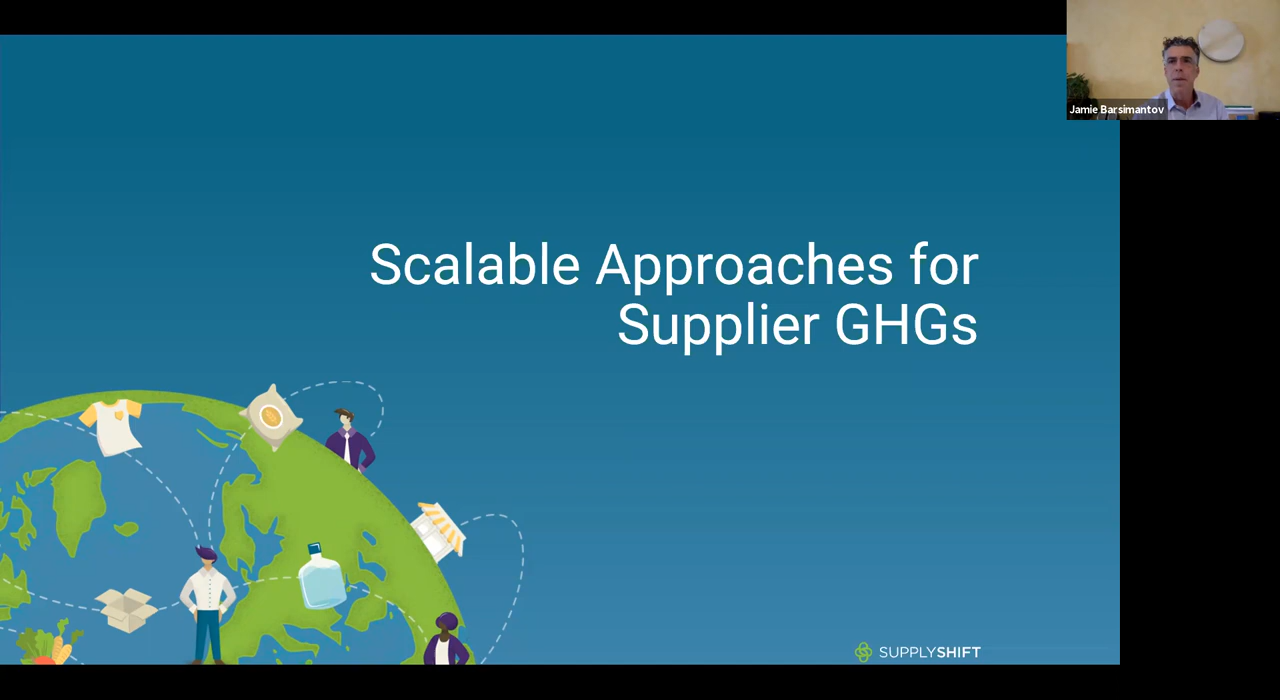 Jamie Barsimantov
Scalable Approaches for
Supplier GHGs
SUPPLYSHIFT